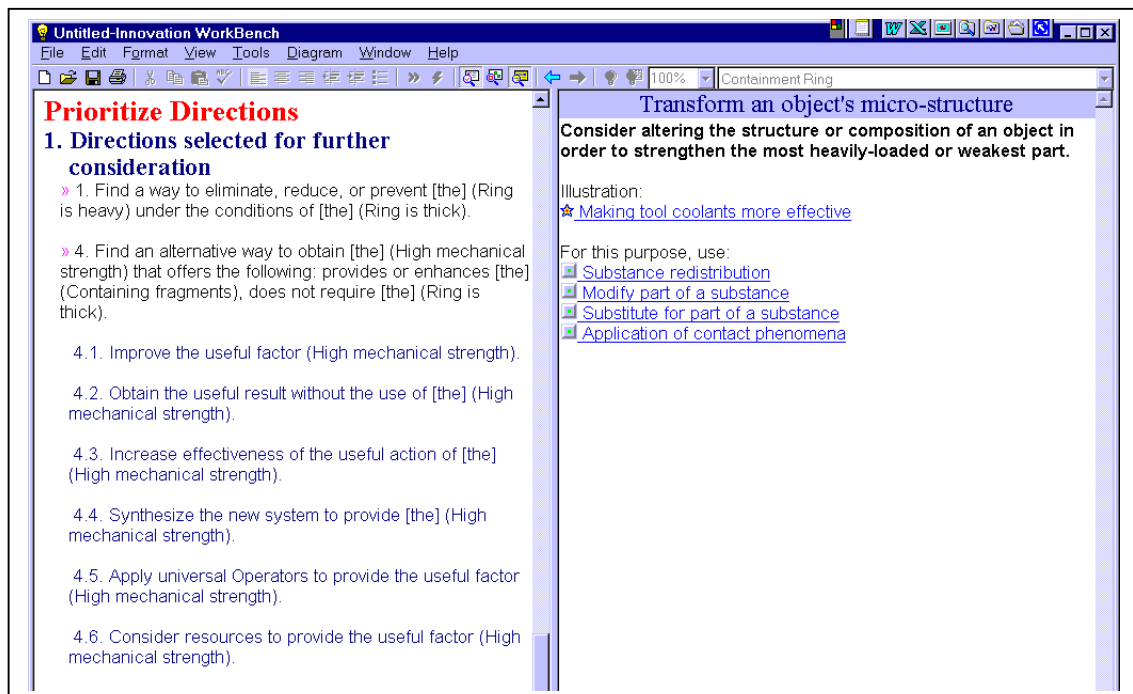 Untitled-Innovation WorkBench
File Edit Format View Tools Diagram Window Help
100%
Containment Ring
Prioritize Directions
1. Directions selected for further
consideration
» 1. Find a way to eliminate, reduce, or prevent [the] (Ring
is heavy) under the conditions of [the] (Ring is thick).
» 4. Find an alternative way to obtain [the] (High mechanical
strength) that offers the following: provides or enhances [the]
(Containing fragments), does not require [the] (Ring is
thick).
4.1. Improve the useful factor (High mechanical strength).
4.2. Obtain the useful result without the use of [the] (High
mechanical strength).
4.3. Increase effectiveness of the useful action of [the]
(High mechanical strength).
4.4. Synthesize the new system to provide [the] (High
mechanical strength).
4.5. Apply universal Operators to provide the useful factor
(High mechanical strength).
4.6. Consider resources to provide the useful factor (High
mechanical strength).
Transform an object's micro-structure
Consider altering the structure or composition of an object in
order to strengthen the most heavily-loaded or weakest part.
Illustration:
Making tool coolants more effective
For this purpose, use:
Substance redistribution
Modify part of a substance
Substitute for part of a substance
Application of contact phenomena